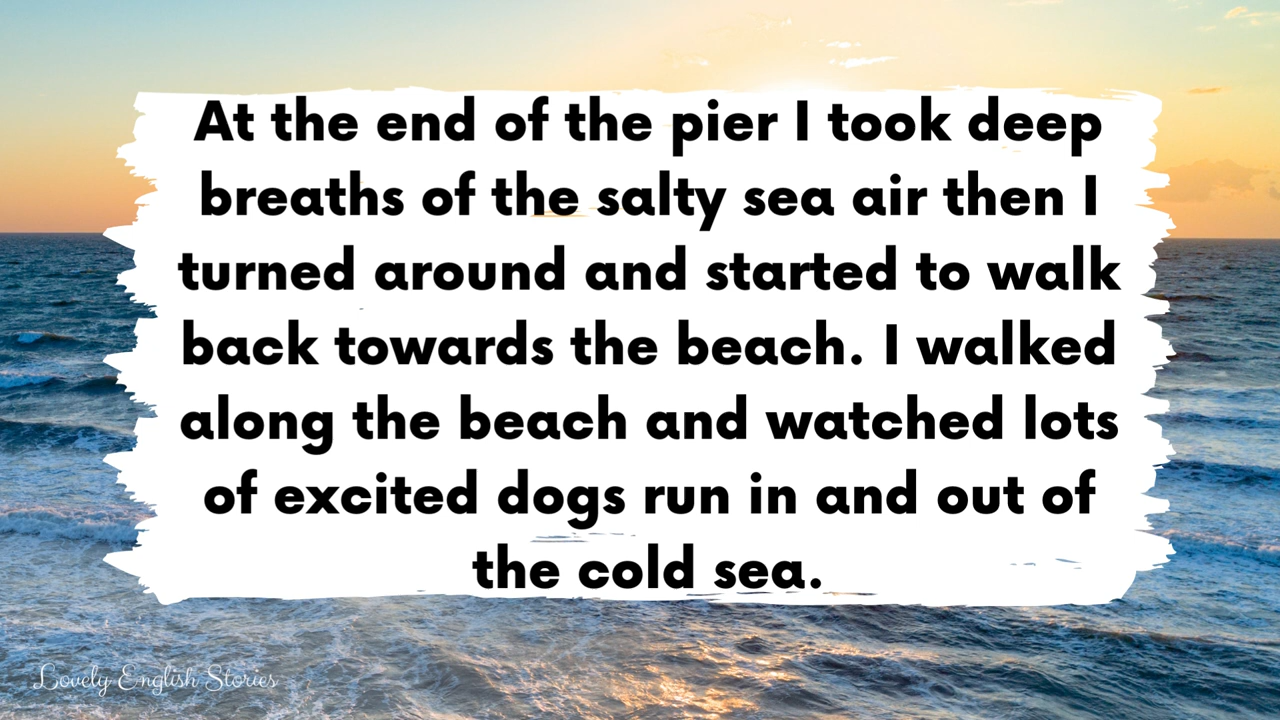 At the end of the pier I took deep
breaths of the salty sea air then I
turned around and started to walk
back towards the beach. I walked
along the beach and watched lots
of excited dogs run in and out of
the cold sea.
Lovely English Stories